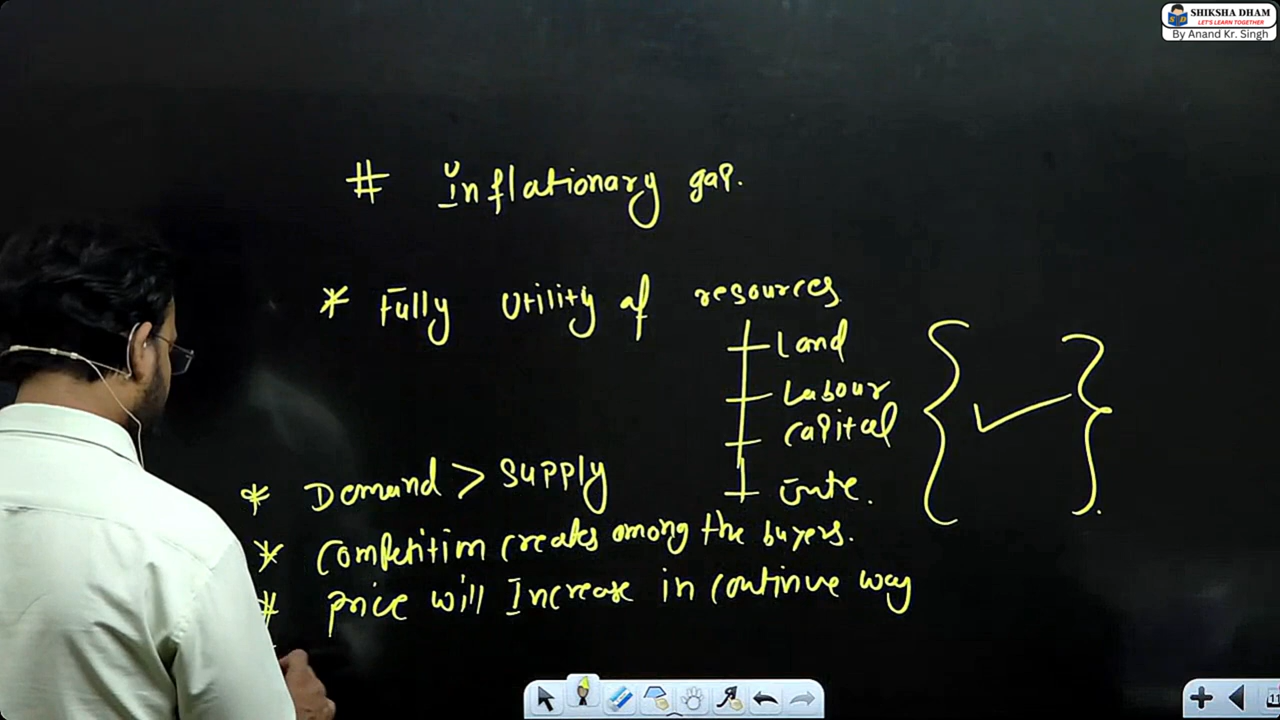 SHIKSHA DHAM
LET'S LEARN TOGETHER
By Anand Kr. Singh
# Inflationary gap.
* Fully Utility of resources
Land
Labour
Capital
* Demand > Supply
* Competition creates among the buyers.
* Price will Increase in continue way